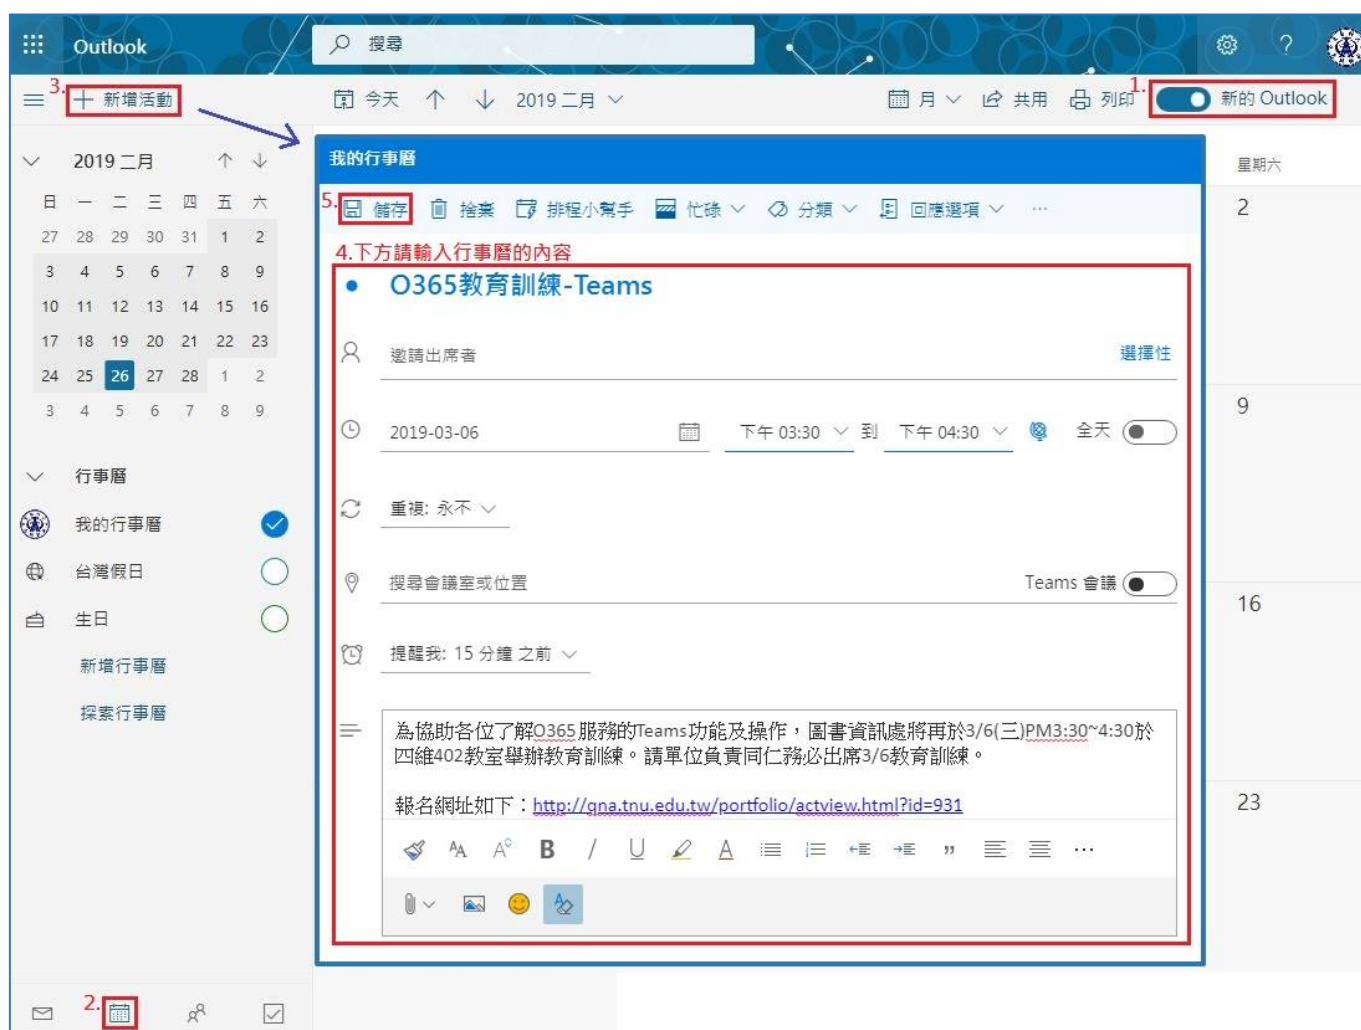 Outlook
搜尋
3.
新增活動
今天
2019 二月
月
共用
列印
1.
新的 Outlook
2019 二月
日 一 二 三 四 五 六
27 28 29 30 31 1 2
3 4 5 6 7 8 9
10 11 12 13 14 15 16
17 18 19 20 21 22 23
24 25 26 27 28 1 2
3 4 5 6 7 8 9
行事曆
我的行事曆
台灣假日
生日
新增行事曆
探索行事曆
2.
我的行事曆
5.
儲存 捨棄 排程小幫手 忙碌 分類 回應選項 ...
4.下方請輸入行事曆的內容
O365教育訓練-Teams
邀請出席者 選擇性
2019-03-06 下午 03:30 到 下午 04:30 全天
重複: 永不
搜尋會議室或位置 Teams 會議
提醒我: 15 分鐘 之前
為協助各位了解O365服務的Teams功能及操作，圖書資訊處將再於3/6(三)PM3:30~4:30於
四維402教室舉辦教育訓練。請單位負責同仁務必出席3/6教育訓練。
報名網址如下：http://qna.tnu.edu.tw/portfolio/actview.html?id=931
星期六
2
9
16
23